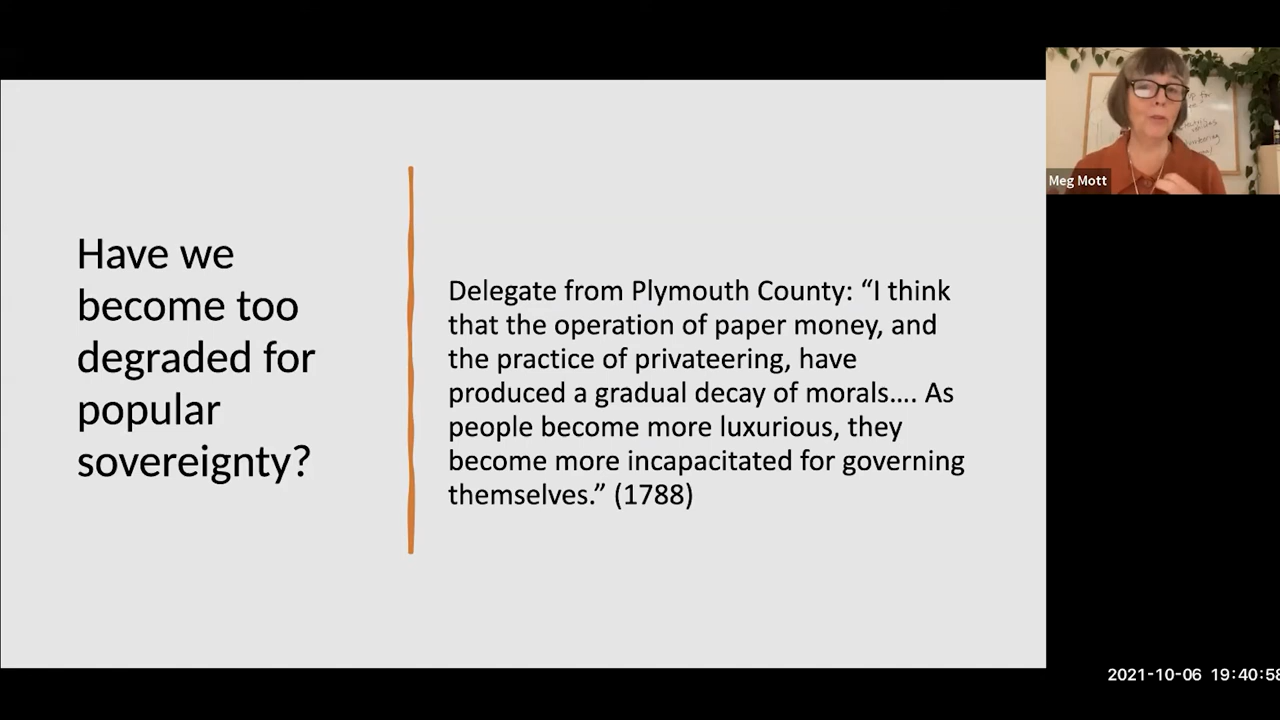 Have we
become too
degraded for
popular
sovereignty?
Delegate from Plymouth County: “I think
that the operation of paper money, and
the practice of privateering, have
produced a gradual decay of morals…. As
people become more luxurious, they
become more incapacitated for governing
themselves.” (1788)
Meg Mott
2021-10-06 19:40:58